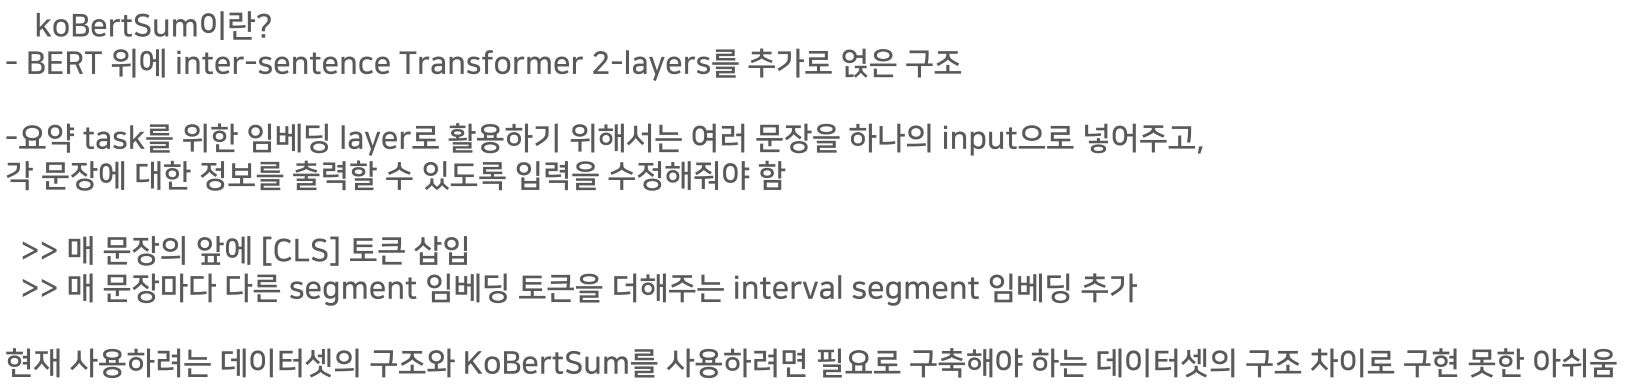 koBertSum이란?
- BERT 위에 inter-sentence Transformer 2-layers를 추가로 얹은 구조
-요약 task를 위한 임베딩 layer로 활용하기 위해서는 여러 문장을 하나의 input으로 넣어주고,
각 문장에 대한 정보를 출력할 수 있도록 입력을 수정해줘야 함
>> 매 문장의 앞에 [CLS] 토큰 삽입
>> 매 문장마다 다른 segment 임베딩 토큰을 더해주는 interval segment 임베딩 추가
현재 사용하려는 데이터셋의 구조와 KoBertSum를 사용하려면 필요로 구축해야 하는 데이터셋의 구조 차이로 구현 못한 아쉬움